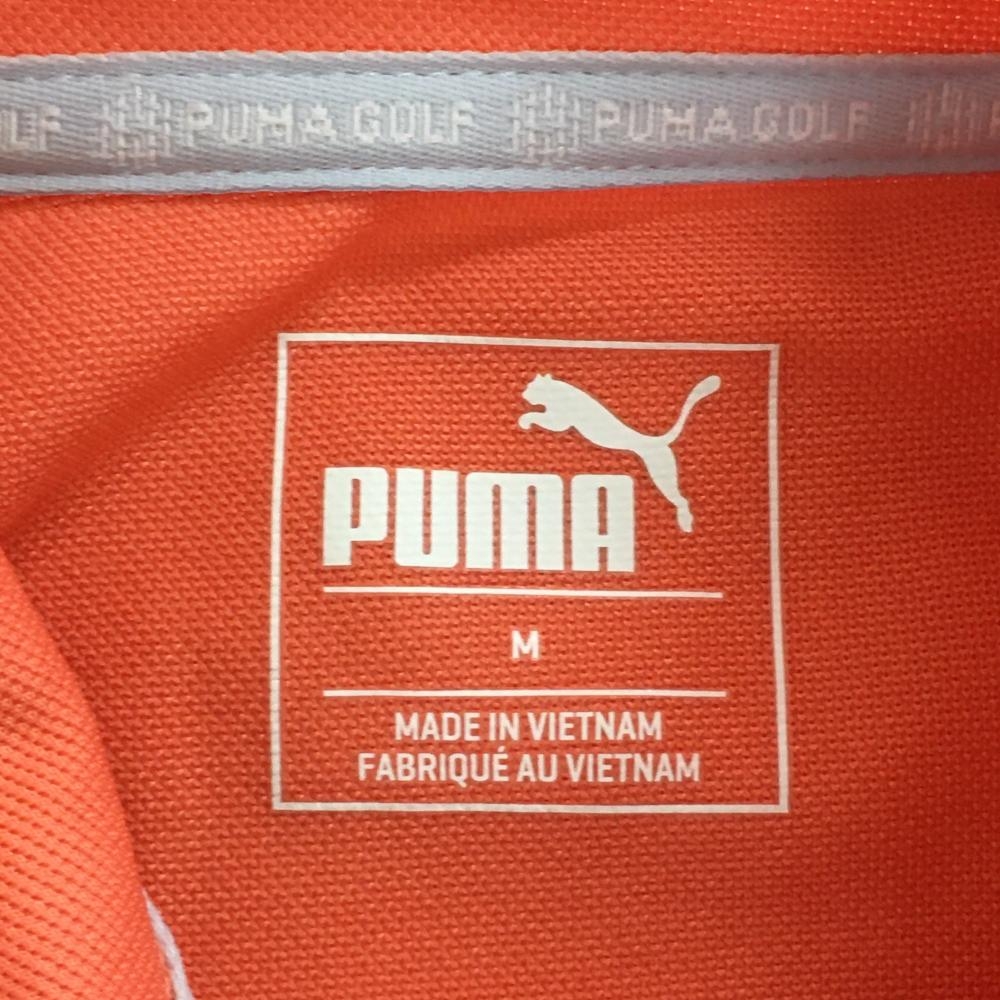 LF PUMA GOLF PUMA GOLF
PUMA
M
MADE IN VIETNAM
FABRIQUÉ AU VIETNAM